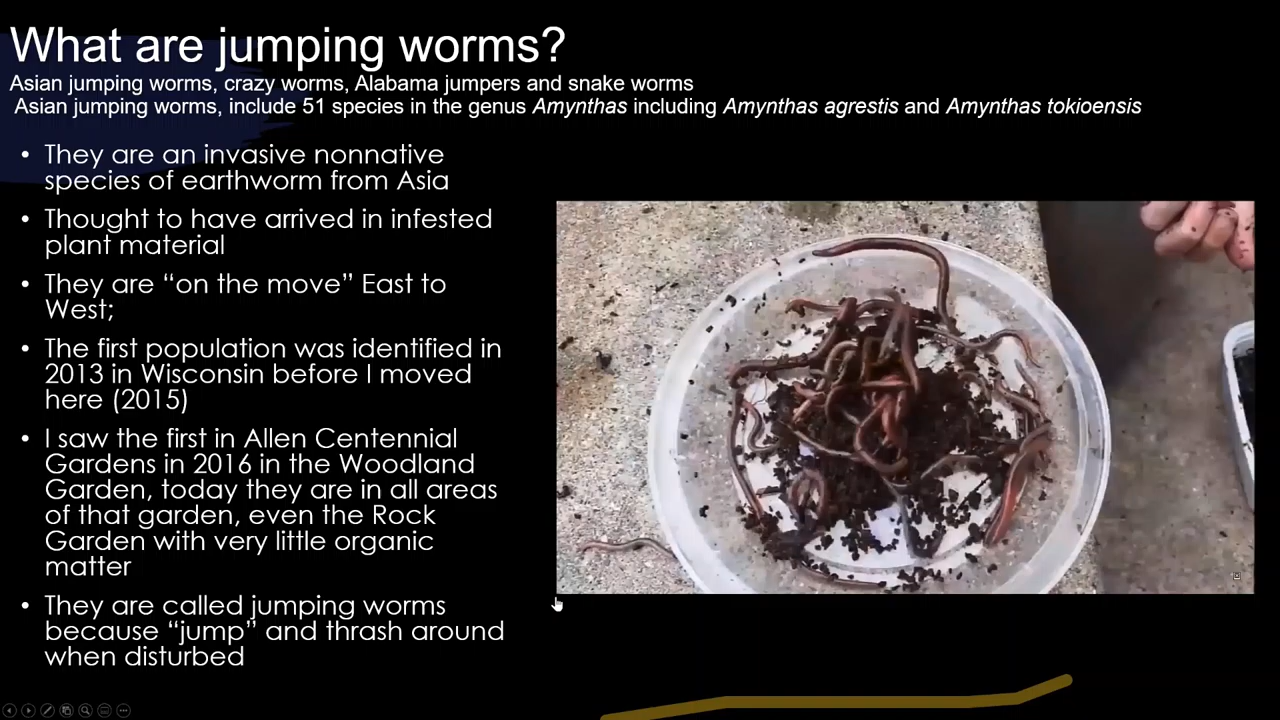 What are jumping worms?
Asian jumping worms, crazy worms, Alabama jumpers and snake worms
Asian jumping worms, include 51 species in the genus Amynthas including Amynthas agrestis and Amynthas tokioensis
• They are an invasive nonnative
species of earthworm from Asia
• Thought to have arrived in infested
plant material
• They are “on the move” East to
West;
• The first population was identified in
2013 in Wisconsin before I moved
here (2015)
• I saw the first in Allen Centennial
Gardens in 2016 in the Woodland
Garden, today they are in all areas
of that garden, even the Rock
Garden with very little organic
matter
• They are called jumping worms
because “jump” and thrash around
when disturbed